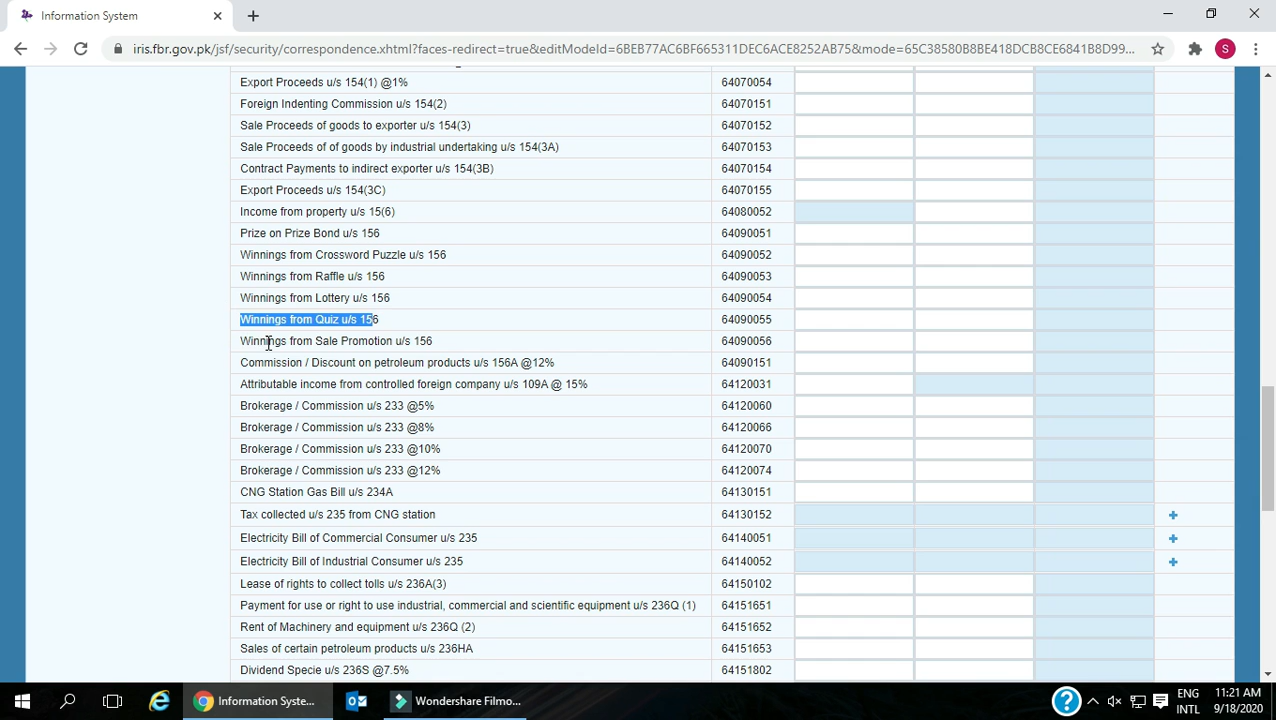 Information System
iris.fbr.gov.pk/jsf/security/correspondence.xhtml?faces-redirect=true&editModeId=6BEB77AC6BF665311DEC6ACE8252AB75&mode=65C38580B8BE418DCB8CE6841B8D99...
S
Export Proceeds u/s 154(1) @1% 64070054
Foreign Indenting Commission u/s 154(2) 64070151
Sale Proceeds of goods to exporter u/s 154(3) 64070152
Sale Proceeds of of goods by industrial undertaking u/s 154(3A) 64070153
Contract Payments to indirect exporter u/s 154(3B) 64070154
Export Proceeds u/s 154(3C) 64070155
Income from property u/s 15(6) 64080052
Prize on Prize Bond u/s 156 64090051
Winnings from Crossword Puzzle u/s 156 64090052
Winnings from Raffle u/s 156 64090053
Winnings from Lottery u/s 156 64090054
Winnings from Quiz u/s 156 64090055
Winnings from Sale Promotion u/s 156 64090056
Commission / Discount on petroleum products u/s 156A @12% 64090151
Attributable income from controlled foreign company u/s 109A @ 15% 64120031
Brokerage / Commission u/s 233 @5% 64120060
Brokerage / Commission u/s 233 @8% 64120066
Brokerage / Commission u/s 233 @10% 64120070
Brokerage / Commission u/s 233 @12% 64120074
CNG Station Gas Bill u/s 234A 64130151
Tax collected u/s 235 from CNG station 64130152
Electricity Bill of Commercial Consumer u/s 235 64140051
Electricity Bill of Industrial Consumer u/s 235 64140052
Lease of rights to collect tolls u/s 236A(3) 64150102
Payment for use or right to use industrial, commercial and scientific equipment u/s 236Q (1) 64151651
Rent of Machinery and equipment u/s 236Q (2) 64151652
Sales of certain petroleum products u/s 236HA 64151653
Dividend Specie u/s 236S @7.5% 64151802
Information Syste...
Wondershare Filmo...
ENG
INTL
11:21 AM
9/18/2020